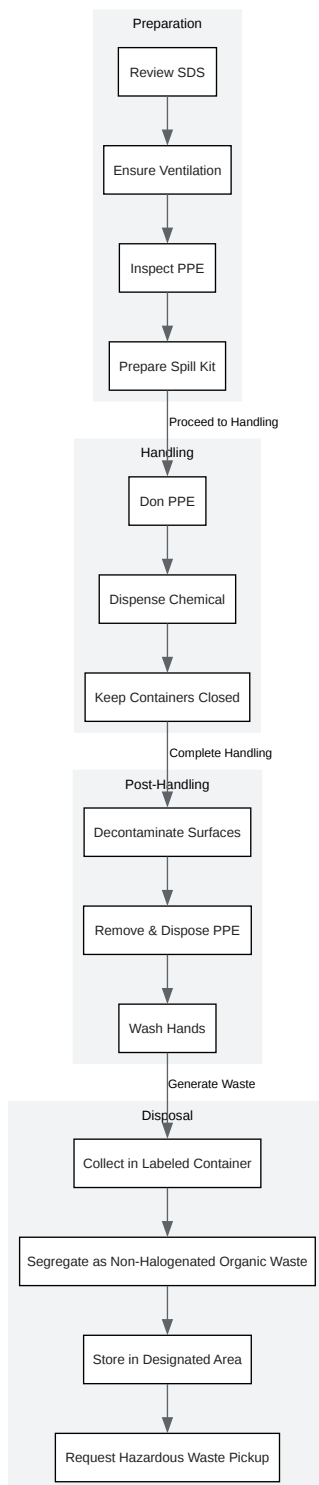 Preparation
Review SDS
Ensure Ventilation
Inspect PPE
Prepare Spill Kit
Proceed to Handling
Handling
Don PPE
Dispense Chemical
Keep Containers Closed
Complete Handling
Post-Handling
Decontaminate Surfaces
Remove & Dispose PPE
Wash Hands
Generate Waste
Disposal
Collect in Labeled Container
Segregate as Non-Halogenated Organic Waste
Store in Designated Area
Request Hazardous Waste Pickup